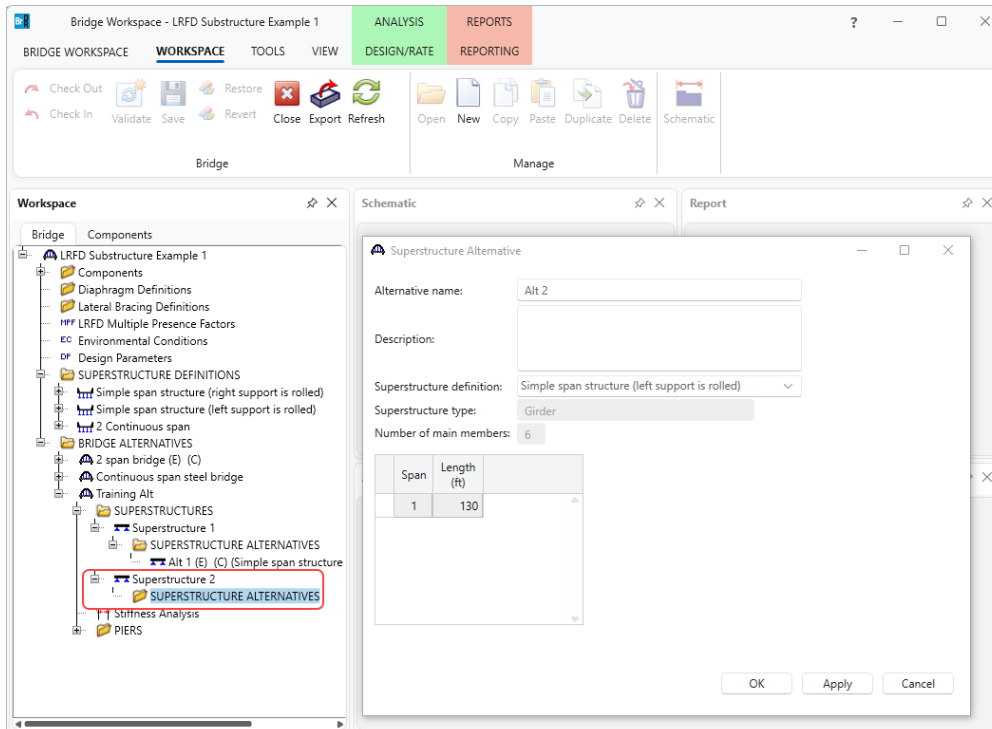 Br
Bridge Workspace - LRFD Substructure Example 1
ANALYSIS
REPORTS
?
BRIDGE WORKSPACE
WORKSPACE
TOOLS
VIEW
DESIGN/RATE
REPORTING
Check Out
Check In
Validate
Save
Restore
Revert
Close
Export
Refresh
Open
New
Copy
Paste
Duplicate
Delete
Schematic
Bridge
Manage
Workspace
Schematic
Report
Bridge
Components
LRFD Substructure Example 1
Components
Diaphragm Definitions
Lateral Bracing Definitions
MPF LRFD Multiple Presence Factors
EC Environmental Conditions
DP Design Parameters
SUPERSTRUCTURE DEFINITIONS
Simple span structure (right support is rolled)
Simple span structure (left support is rolled)
2 Continuous span
BRIDGE ALTERNATIVES
2 span bridge (E) (C)
Continuous span steel bridge
Training Alt
SUPERSTRUCTURES
Superstructure 1
SUPERSTRUCTURE ALTERNATIVES
Alt 1 (E) (C) (Simple span structure
Superstructure 2
SUPERSTRUCTURE ALTERNATIVES
Stiffness Analysis
PIERS
Superstructure Alternative
Alternative name:
Alt 2
Description:
Superstructure definition:
Simple span structure (left support is rolled)
Superstructure type:
Girder
Number of main members:
6
Span
Length
(ft)
1
130
OK
Apply
Cancel